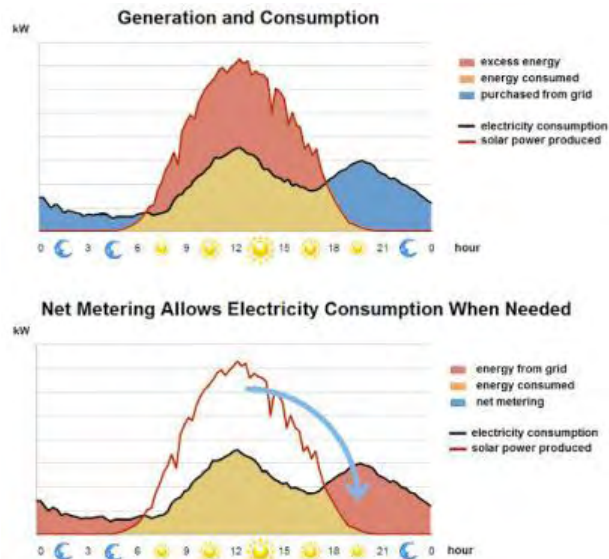 Generation and Consumption
kW
excess energy
energy consumed
purchased from grid
electricity consumption
solar power produced
0 3 6 9 12 15 18 21 0 hour
Net Metering Allows Electricity Consumption When Needed
kW
energy from grid
energy consumed
net metering
electricity consumption
solar power produced
0 3 6 9 12 15 18 21 0 hour